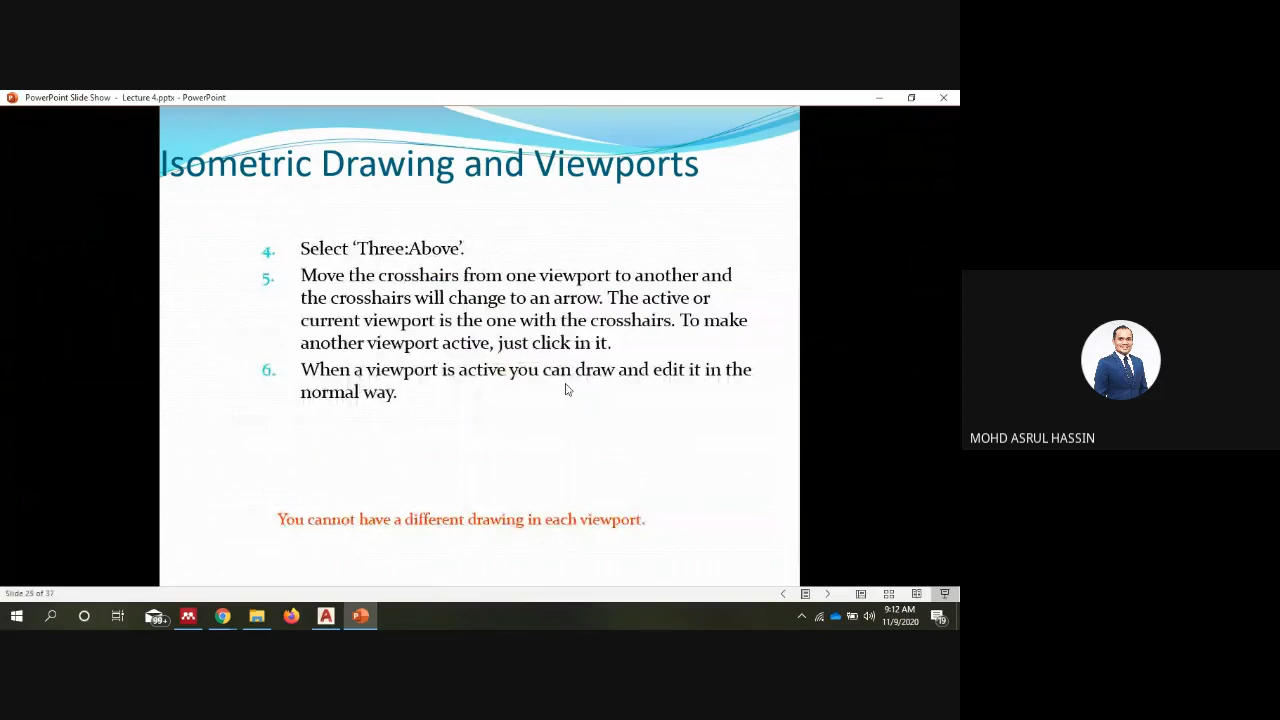 PowerPoint Slide Show - Lecture 4.pptx - PowerPoint
Isometric Drawing and Viewports
4. Select ‘Three:Above’.
5. Move the crosshairs from one viewport to another and
the crosshairs will change to an arrow. The active or
current viewport is the one with the crosshairs. To make
another viewport active, just click in it.
6. When a viewport is active you can draw and edit it in the
normal way.
You cannot have a different drawing in each viewport.
MOHD ASRUL HASSIN
Slide 25 of 37
99+
9:12 AM
11/9/2020
19